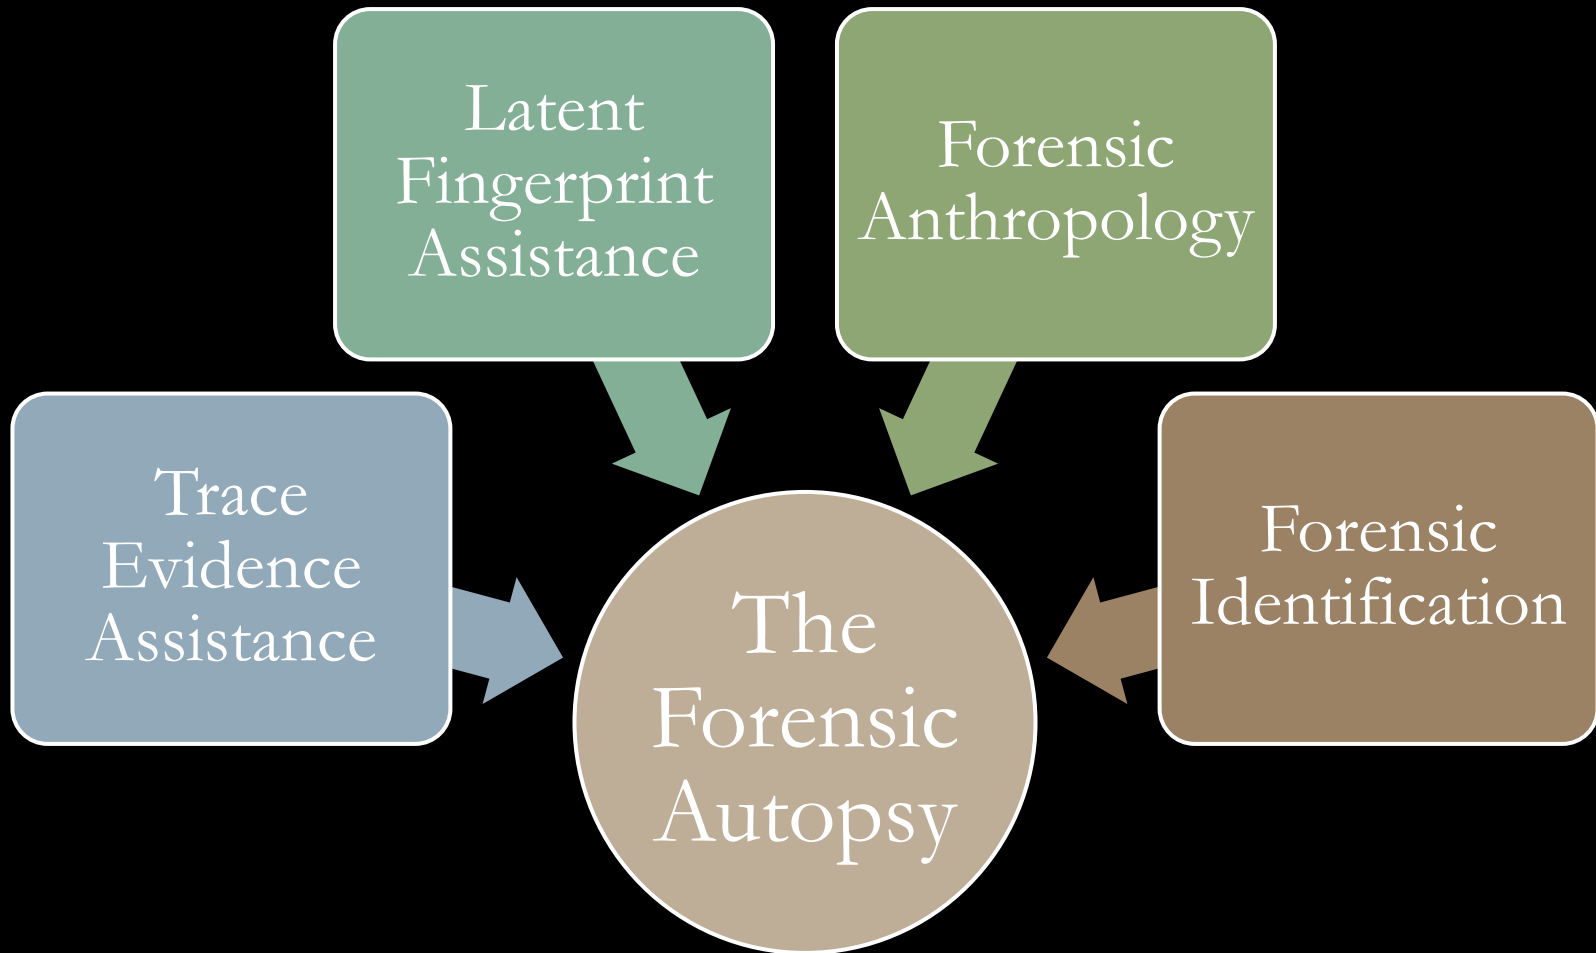 Latent
Fingerprint
Assistance
Forensic
Anthropology
Trace
Evidence
Assistance
Forensic
Identification
The
Forensic
Autopsy